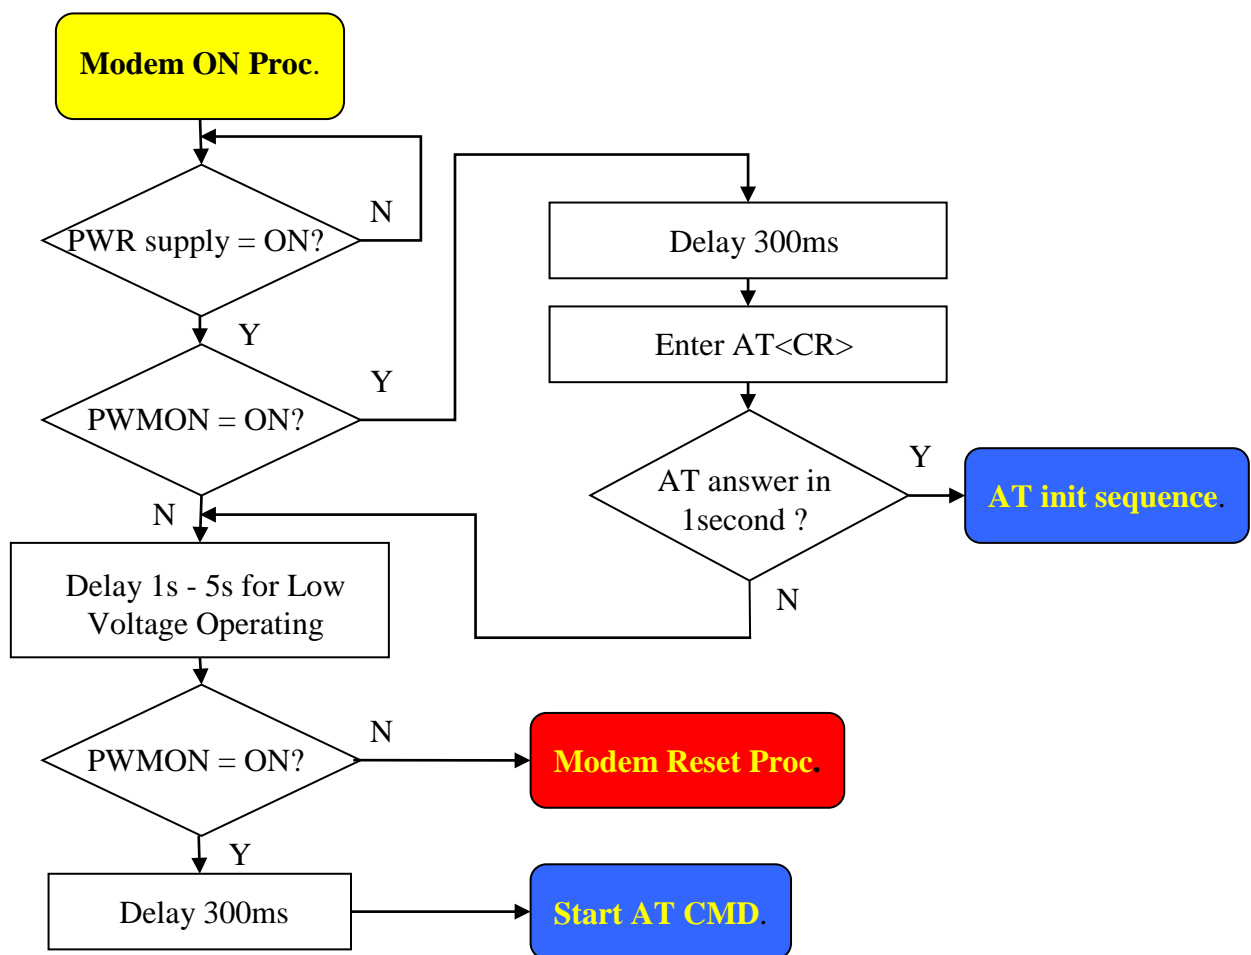 Modem ON Proc.
N
PWR supply = ON?
Y
Y
PWMON = ON?
N
Delay 300ms
Enter AT<CR>
AT answer in
1second ?
Y
AT init sequence.
N
Delay 1s - 5s for Low
Voltage Operating
PWMON = ON?
N
Modem Reset Proc.
Y
Delay 300ms
Start AT CMD.